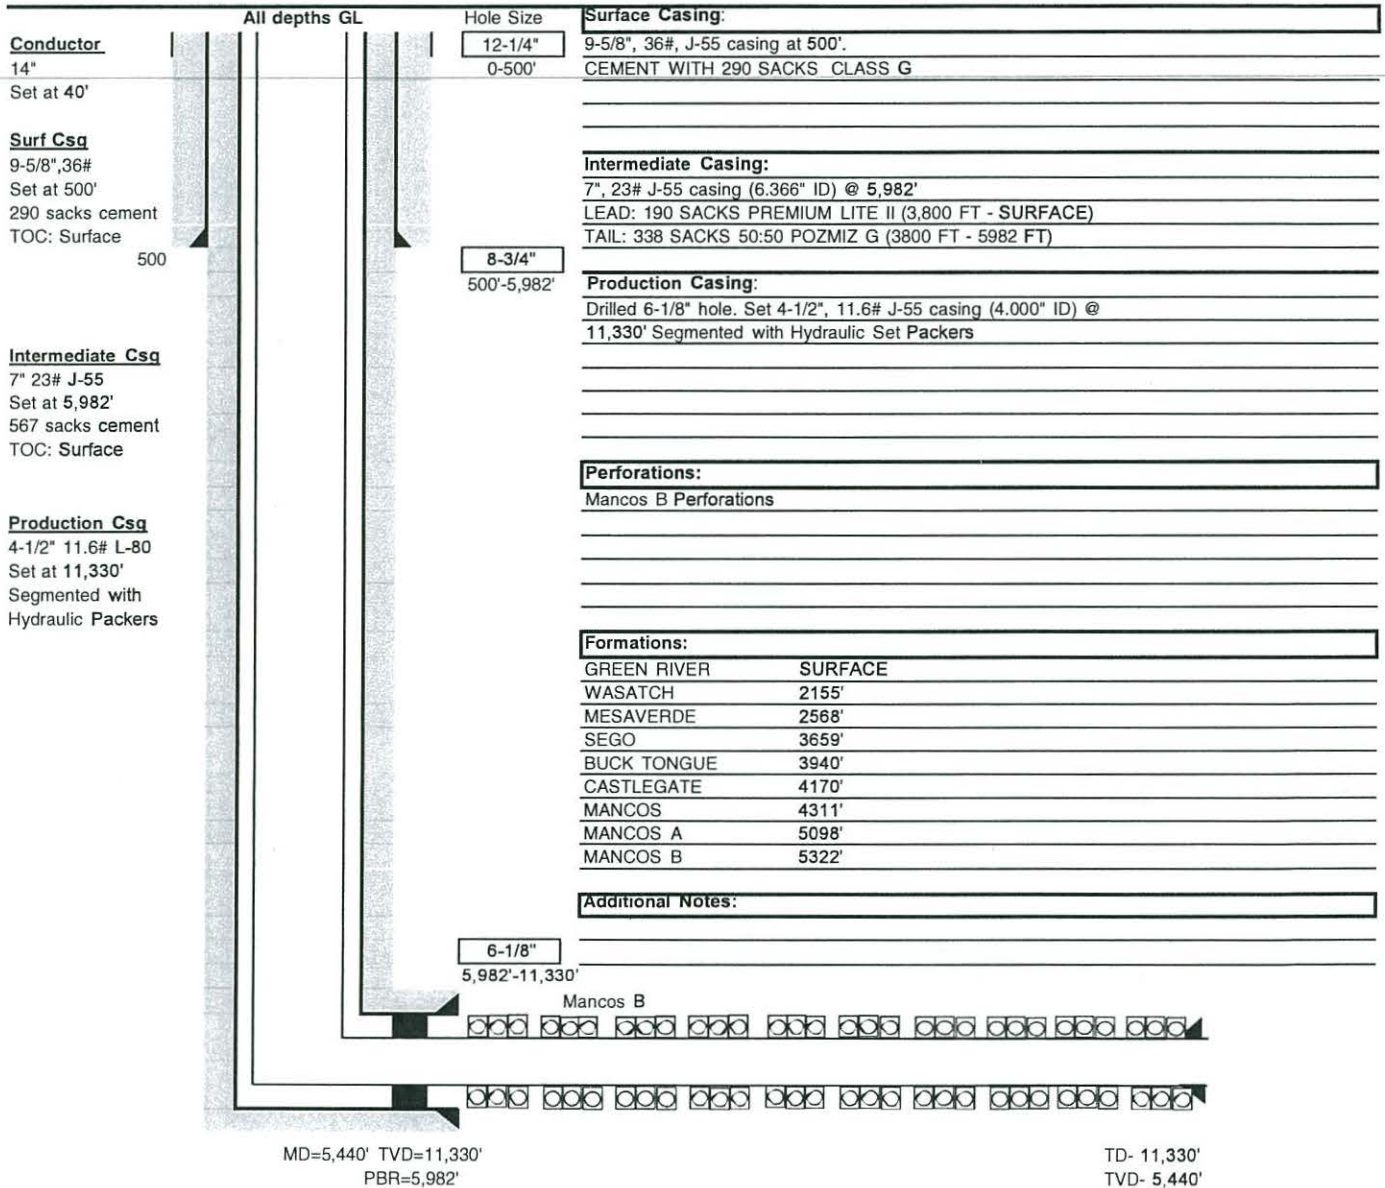 All depths GL
Conductor
14"
Set at 40'
Surf Csg
9-5/8",36#
Set at 500'
290 sacks cement
TOC: Surface
500
Intermediate Csg
7" 23# J-55
Set at 5,982'
567 sacks cement
TOC: Surface
Production Csg
4-1/2" 11.6# L-80
Set at 11,330'
Segmented with
Hydraulic Packers
Hole Size
12-1/4"
0-500'
8-3/4"
500'-5,982'
6-1/8"
5,982'-11,330'
Surface Casing:
9-5/8", 36#, J-55 casing at 500'.
CEMENT WITH 290 SACKS CLASS G
Intermediate Casing:
7", 23# J-55 casing (6.366" ID) @ 5,982'
LEAD: 190 SACKS PREMIUM LITE II (3,800 FT - SURFACE)
TAIL: 338 SACKS 50:50 POZMIZ G (3800 FT - 5982 FT)
Production Casing:
Drilled 6-1/8" hole. Set 4-1/2", 11.6# J-55 casing (4.000" ID) @
11,330' Segmented with Hydraulic Set Packers
Perforations:
Mancos B Perforations
Formations:
GREEN RIVER SURFACE
WASATCH 2155'
MESAVERDE 2568'
SEGO 3659'
BUCK TONGUE 3940'
CASTLEGATE 4170'
MANCOS 4311'
MANCOS A 5098'
MANCOS B 5322'
Additional Notes:
Mancos B
MD=5,440' TVD=11,330'
PBR=5,982'
TD- 11,330'
TVD- 5,440'